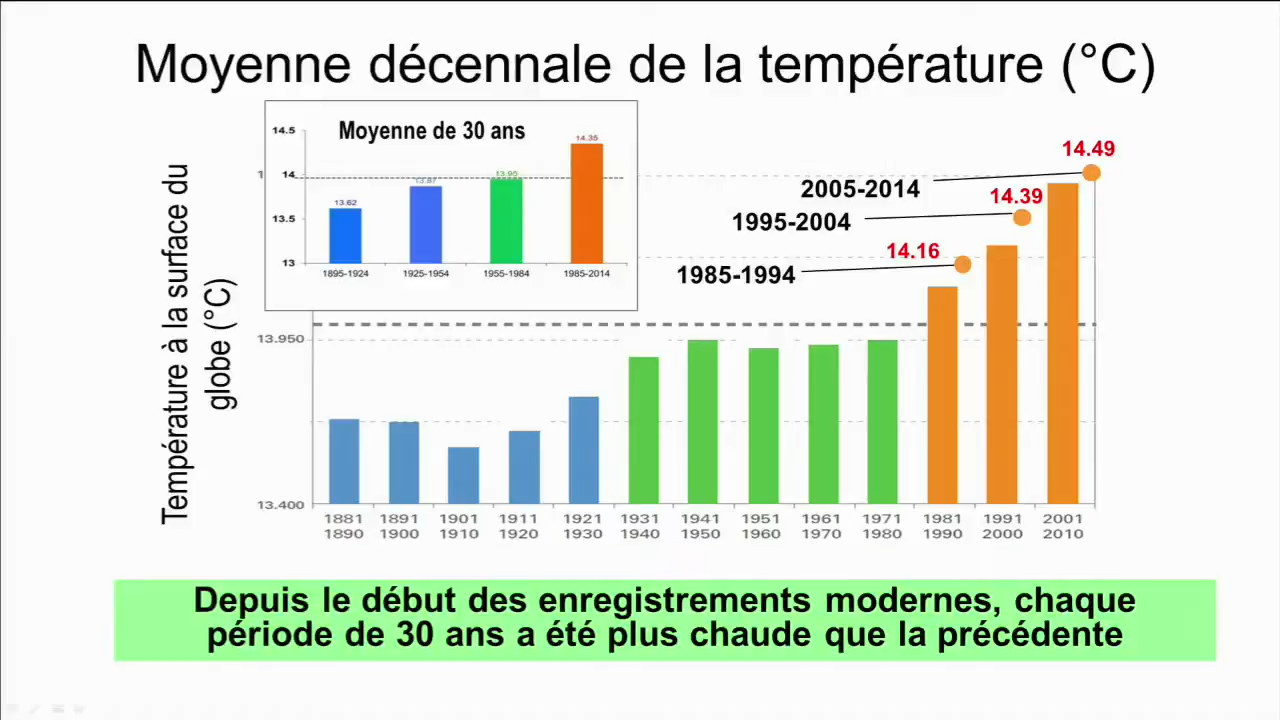 Moyenne décennale de la température (°C)
Moyenne de 30 ans
14.5
14
13.5
13
13.62
13.87
13.95
14.35
1895-1924
1925-1954
1955-1984
1985-2014
Température à la surface du
globe (°C)
13.950
13.400
14.49
2005-2014
14.39
1995-2004
14.16
1985-1994
1881 1891 1901 1911 1921 1931 1941 1951 1961 1971 1981 1991 2001
1890 1900 1910 1920 1930 1940 1950 1960 1970 1980 1990 2000 2010
Depuis le début des enregistrements modernes, chaque
période de 30 ans a été plus chaude que la précédente